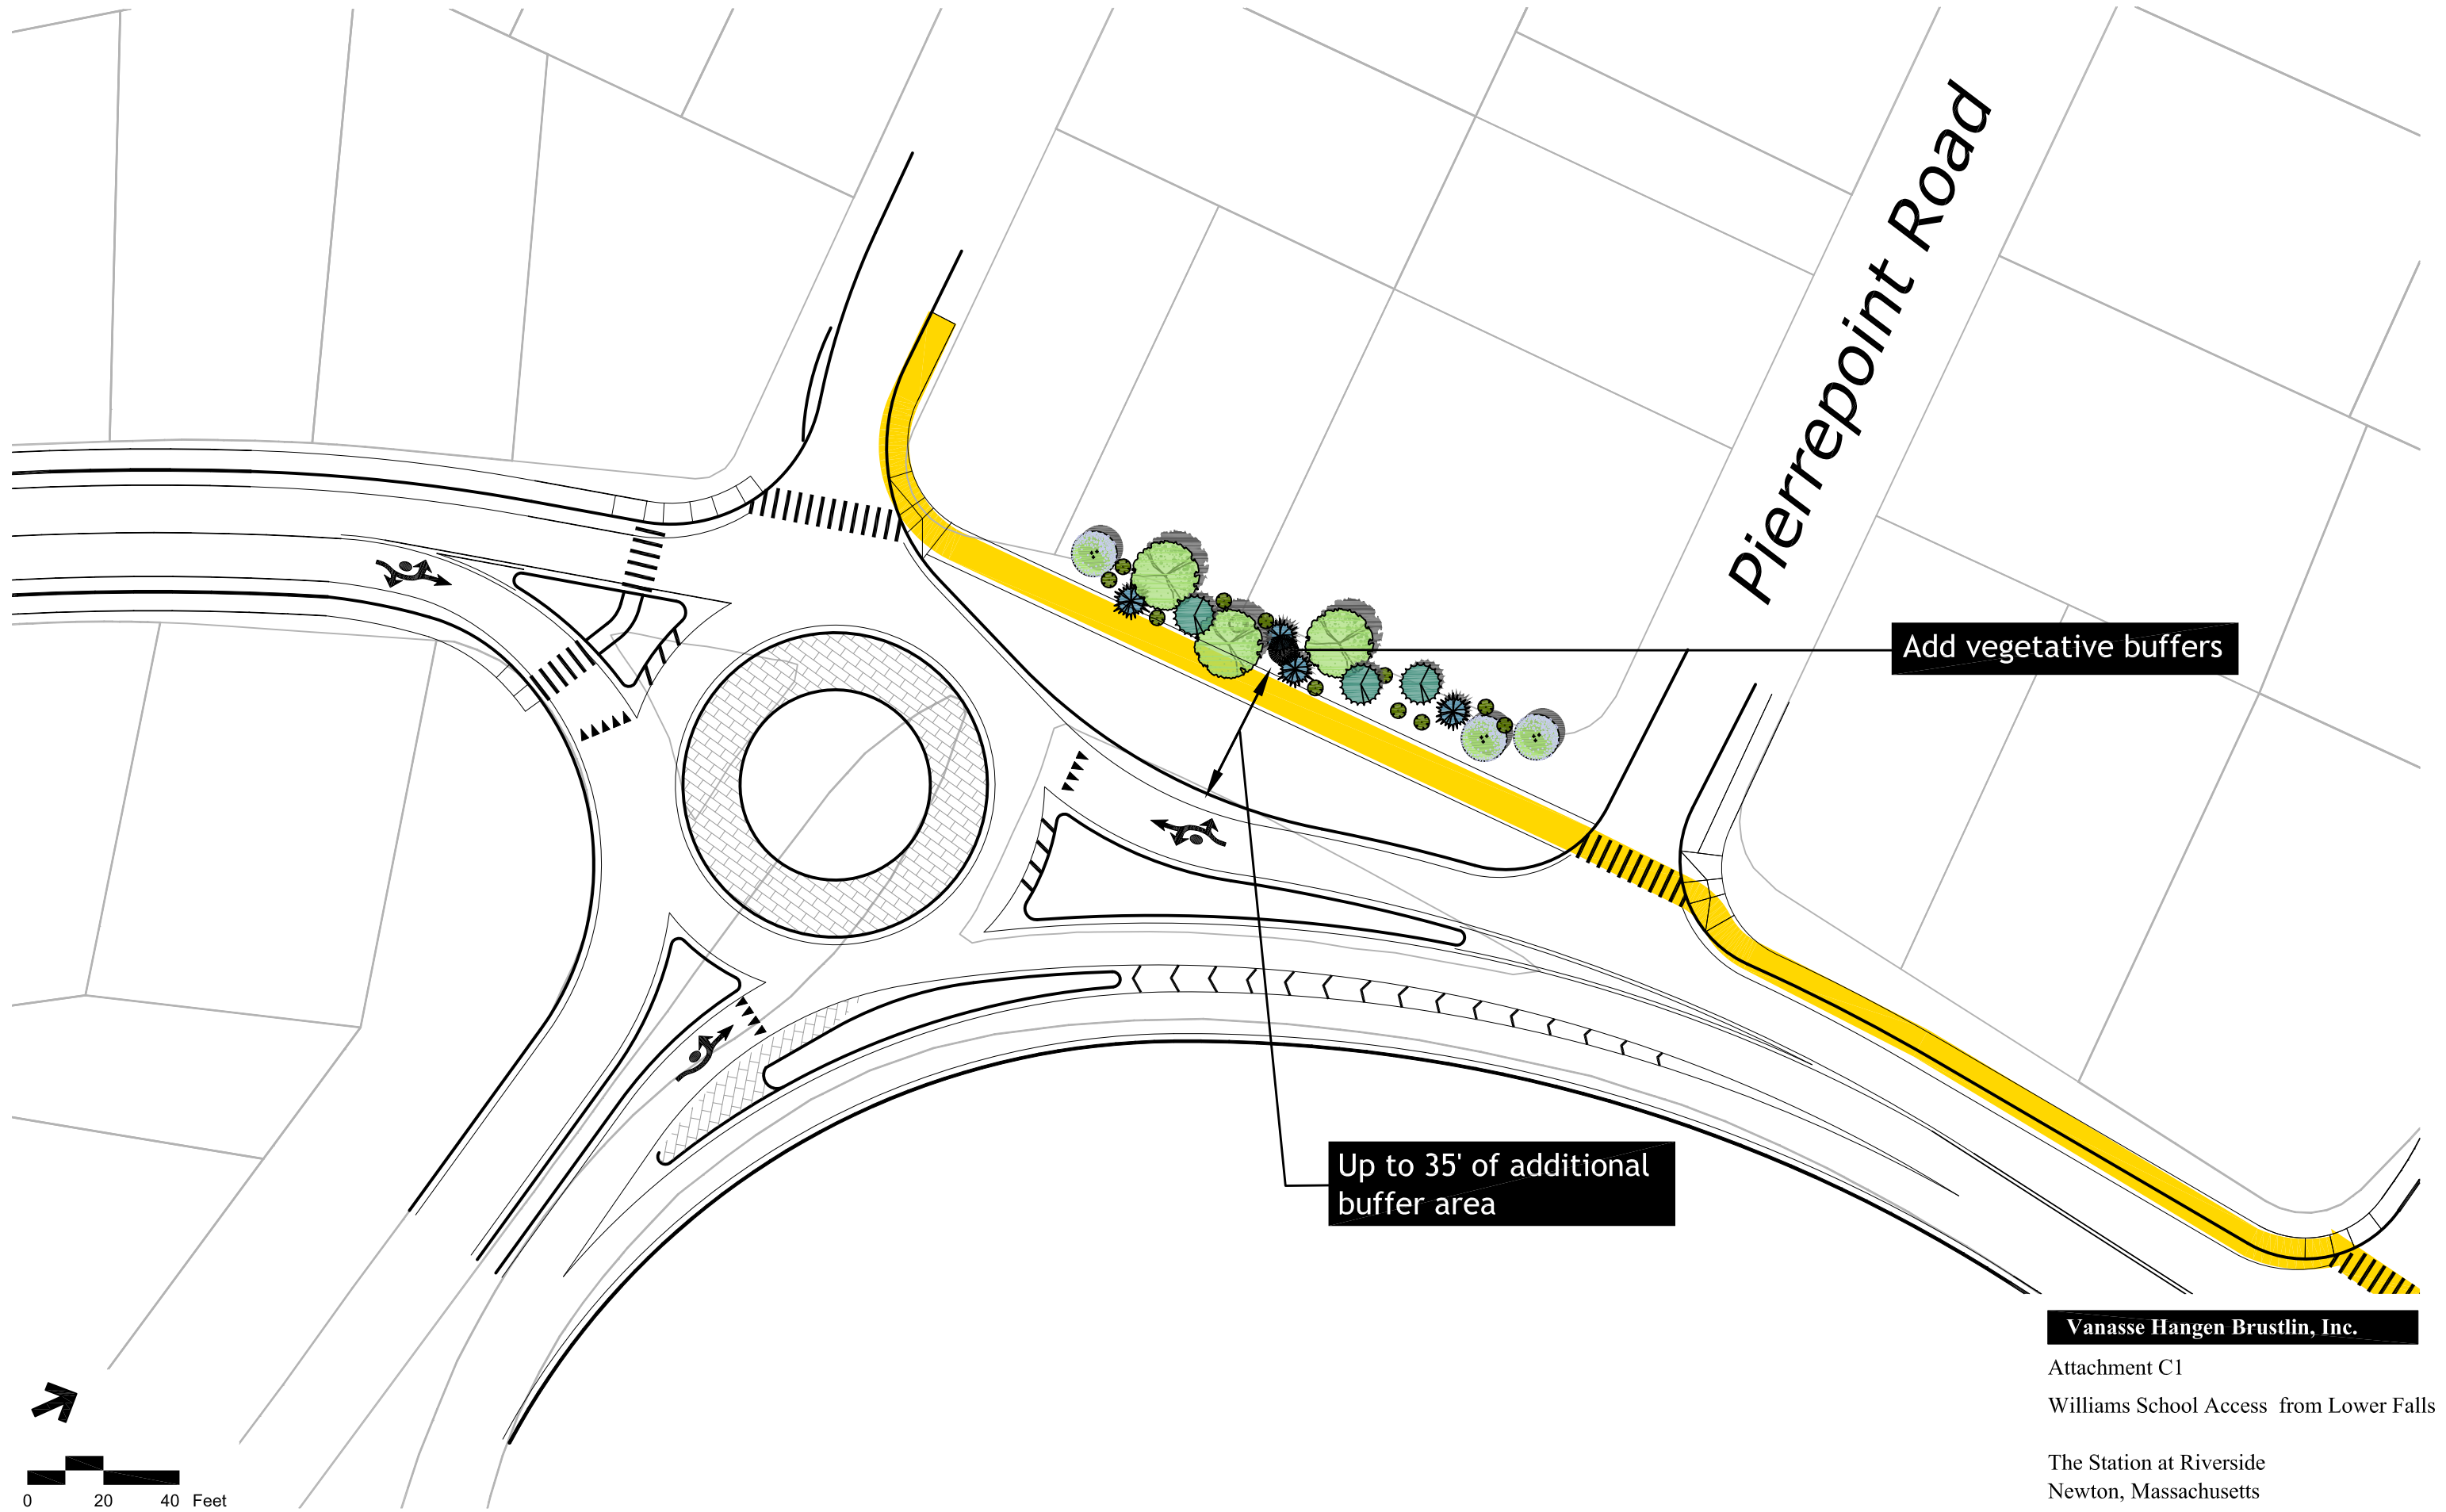 Pierrepoint Road
Add vegetative buffers
Up to 35' of additional
buffer area
Vanasse Hangen Brustlin, Inc.
Attachment C1
Williams School Access from Lower Falls
The Station at Riverside
Newton, Massachusetts
0 20 40 Feet